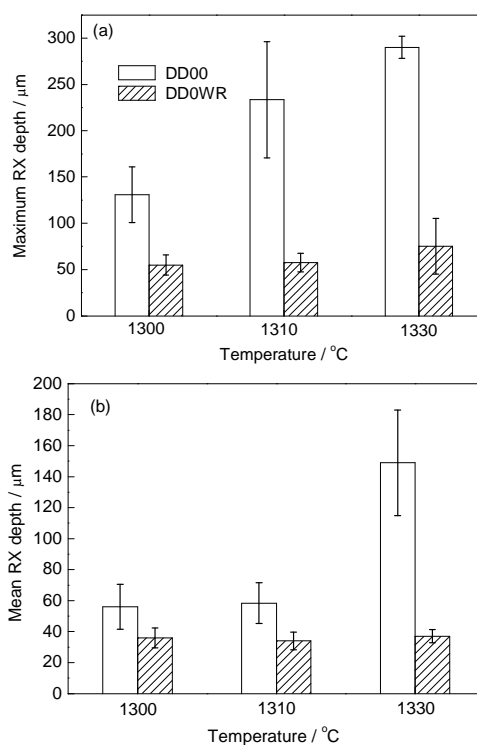 (a)
DD00
DD0WR
300
250
200
150
100
50
0
Maximum RX depth / μm
1300 1310 1330
Temperature / °C
(b)
200
180
160
140
120
100
80
60
40
20
0
Mean RX depth / μm
1300 1310 1330
Temperature / °C